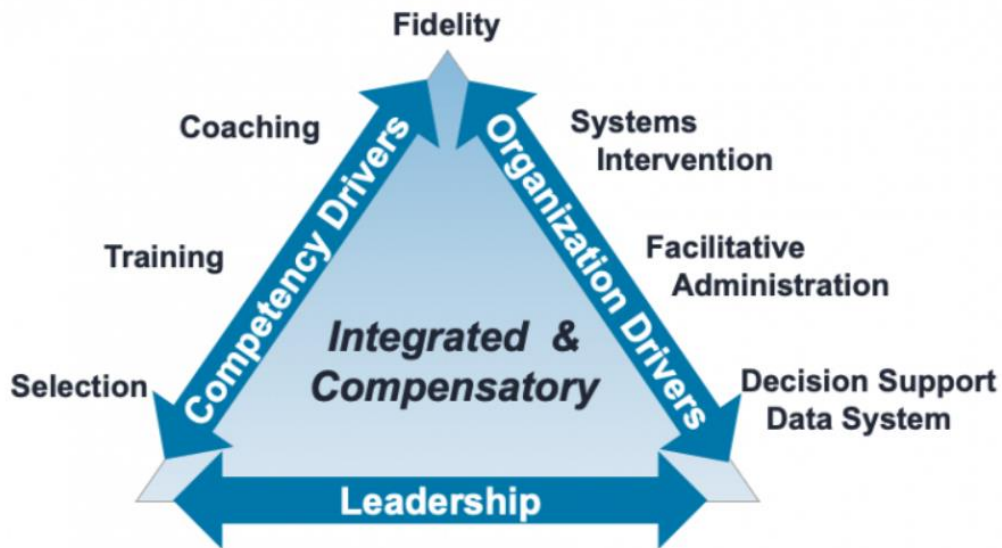 Fidelity
Coaching
Training
Selection
Competency Drivers
Organization Drivers
Systems
Intervention
Facilitative
Administration
Decision Support
Data System
Integrated &
Compensatory
Leadership